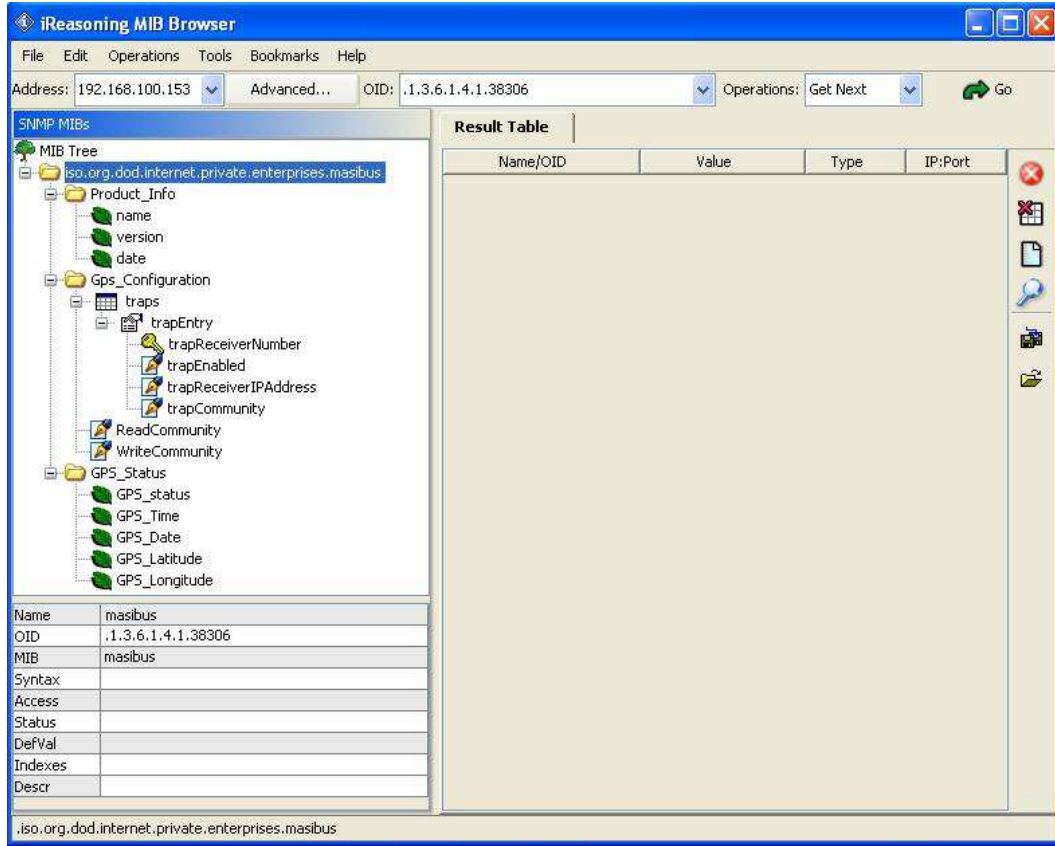 iReasoning MIB Browser
File Edit Operations Tools Bookmarks Help
Address: 192.168.100.153 Advanced... OID: .1.3.6.1.4.1.38306 Operations: Get Next Go
SNMP MIBs
MIB Tree
iso.org.dod.internet.private.enterprises.masibus
Product_Info
name
version
date
Gps_Configuration
traps
trapEntry
trapReceiverNumber
trapEnabled
trapReceiverIPAddress
trapCommunity
ReadCommunity
WriteCommunity
GPS_Status
GPS_status
GPS_Time
GPS_Date
GPS_Latitude
GPS_Longitude
Name masibus
OID .1.3.6.1.4.1.38306
MIB masibus
Syntax
Access
Status
DefVal
Indexes
Descr
Result Table
Name/OID Value Type IP:Port
.iso.org.dod.internet.private.enterprises.masibus